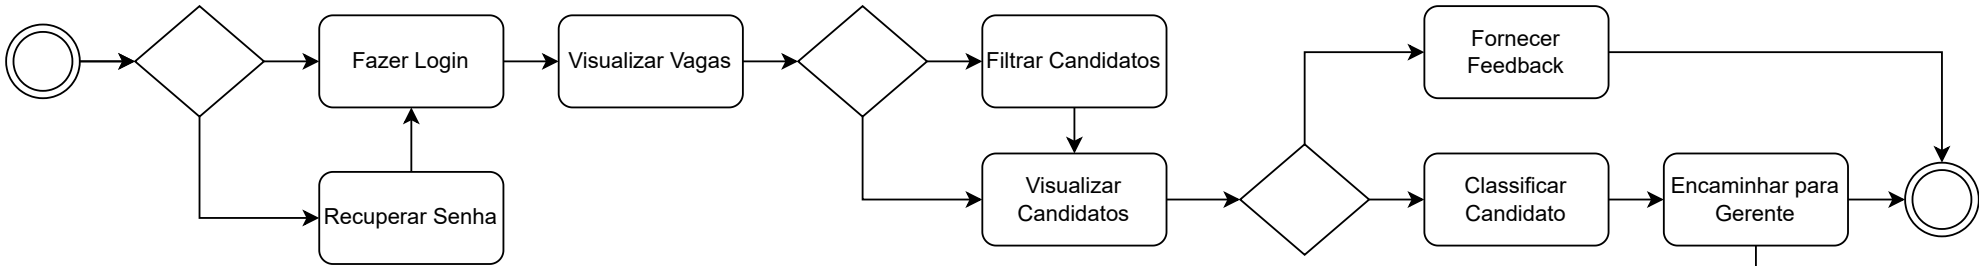 Fazer Login
Visualizar Vagas
Filtrar Candidatos
Fornecer
Feedback
Recuperar Senha
Visualizar
Candidatos
Classificar
Candidato
Encaminhar para
Gerente